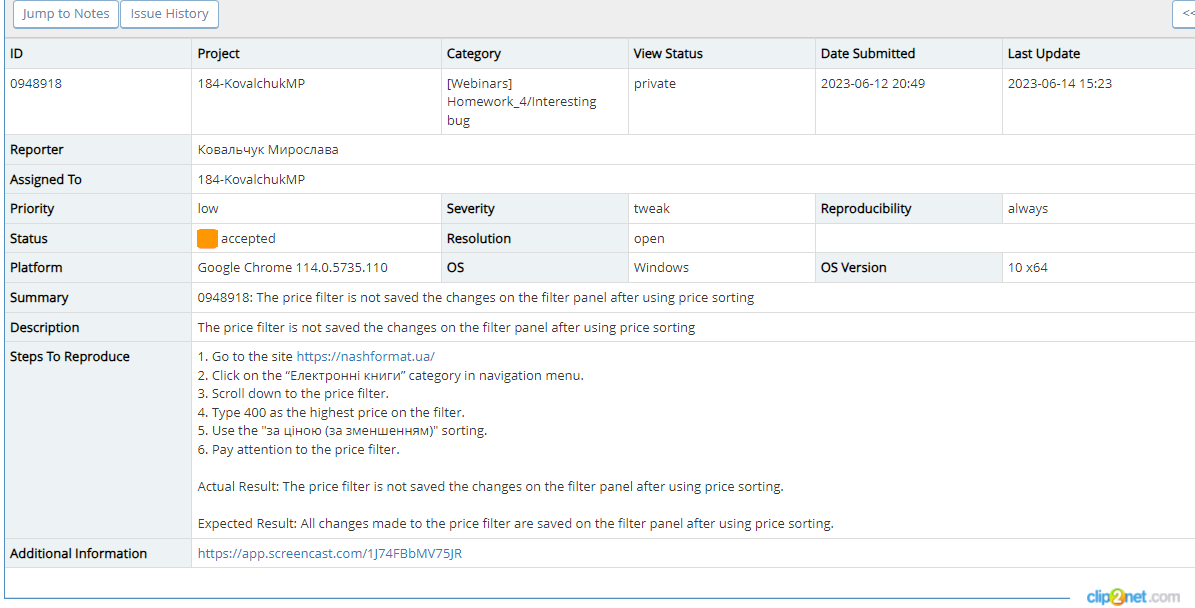 Jump to Notes Issue History <<
ID Project Category View Status Date Submitted Last Update
0948918 184-KovalchukMP [Webinars] private 2023-06-12 20:49 2023-06-14 15:23
Homework_4/Interesting
bug
Reporter Ковальчук Мирослава
Assigned To 184-KovalchukMP
Priority low Severity tweak Reproducibility always
Status accepted Resolution open
Platform Google Chrome 114.0.5735.110 OS Windows OS Version 10 x64
Summary 0948918: The price filter is not saved the changes on the filter panel after using price sorting
Description The price filter is not saved the changes on the filter panel after using price sorting
Steps To Reproduce 1. Go to the site https://nashformat.ua/
2. Click on the “Електронні книги” category in navigation menu.
3. Scroll down to the price filter.
4. Type 400 as the highest price on the filter.
5. Use the "за ціною (за зменшенням)" sorting.
6. Pay attention to the price filter.
Actual Result: The price filter is not saved the changes on the filter panel after using price sorting.
Expected Result: All changes made to the price filter are saved on the filter panel after using price sorting.
Additional Information https://app.screencast.com/1J74FBbMV75JR
clip2net.com